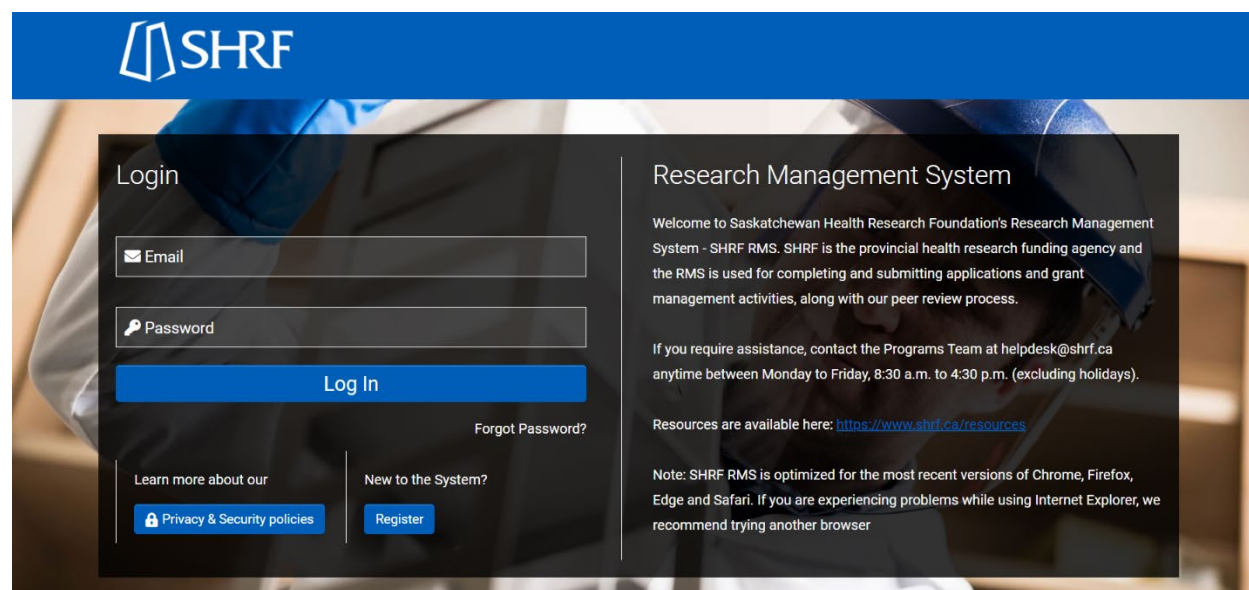 SHRF
Login
Email
Password
Log In
Forgot Password?
Learn more about our
Privacy & Security policies
New to the System?
Register
Research Management System
Welcome to Saskatchewan Health Research Foundation's Research Management
System - SHRF RMS. SHRF is the provincial health research funding agency and
the RMS is used for completing and submitting applications and grant
management activities, along with our peer review process.
If you require assistance, contact the Programs Team at helpdesk@shrf.ca
anytime between Monday to Friday, 8:30 a.m. to 4:30 p.m. (excluding holidays).
Resources are available here: https://www.shrf.ca/resources
Note: SHRF RMS is optimized for the most recent versions of Chrome, Firefox,
Edge and Safari. If you are experiencing problems while using Internet Explorer, we
recommend trying another browser